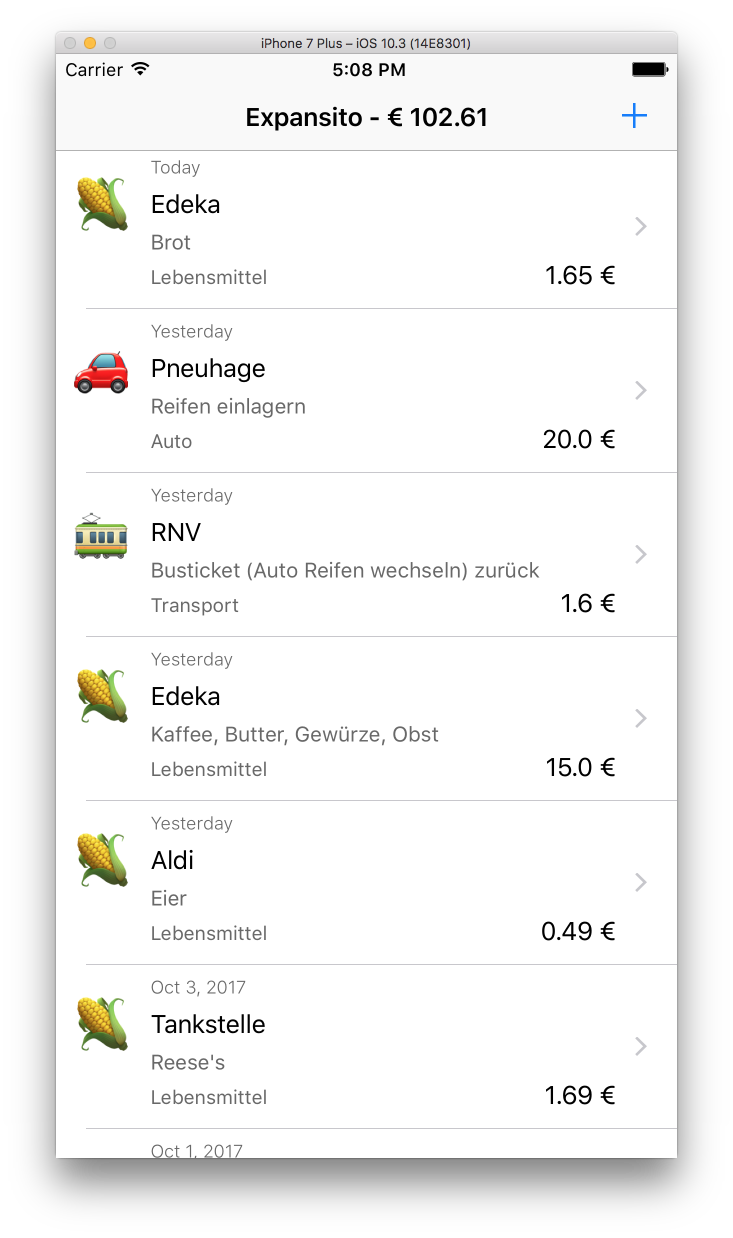 iPhone 7 Plus – iOS 10.3 (14E8301)
Carrier 5:08 PM
Expansito - € 102.61
Today
Edeka
Brot
Lebensmittel 1.65 €
Yesterday
Pneuhage
Reifen einlagern
Auto 20.0 €
Yesterday
RNV
Busticket (Auto Reifen wechseln) zurück
Transport 1.6 €
Yesterday
Edeka
Kaffee, Butter, Gewürze, Obst
Lebensmittel 15.0 €
Yesterday
Aldi
Eier
Lebensmittel 0.49 €
Oct 3, 2017
Tankstelle
Reese's
Lebensmittel 1.69 €
Oct 1, 2017